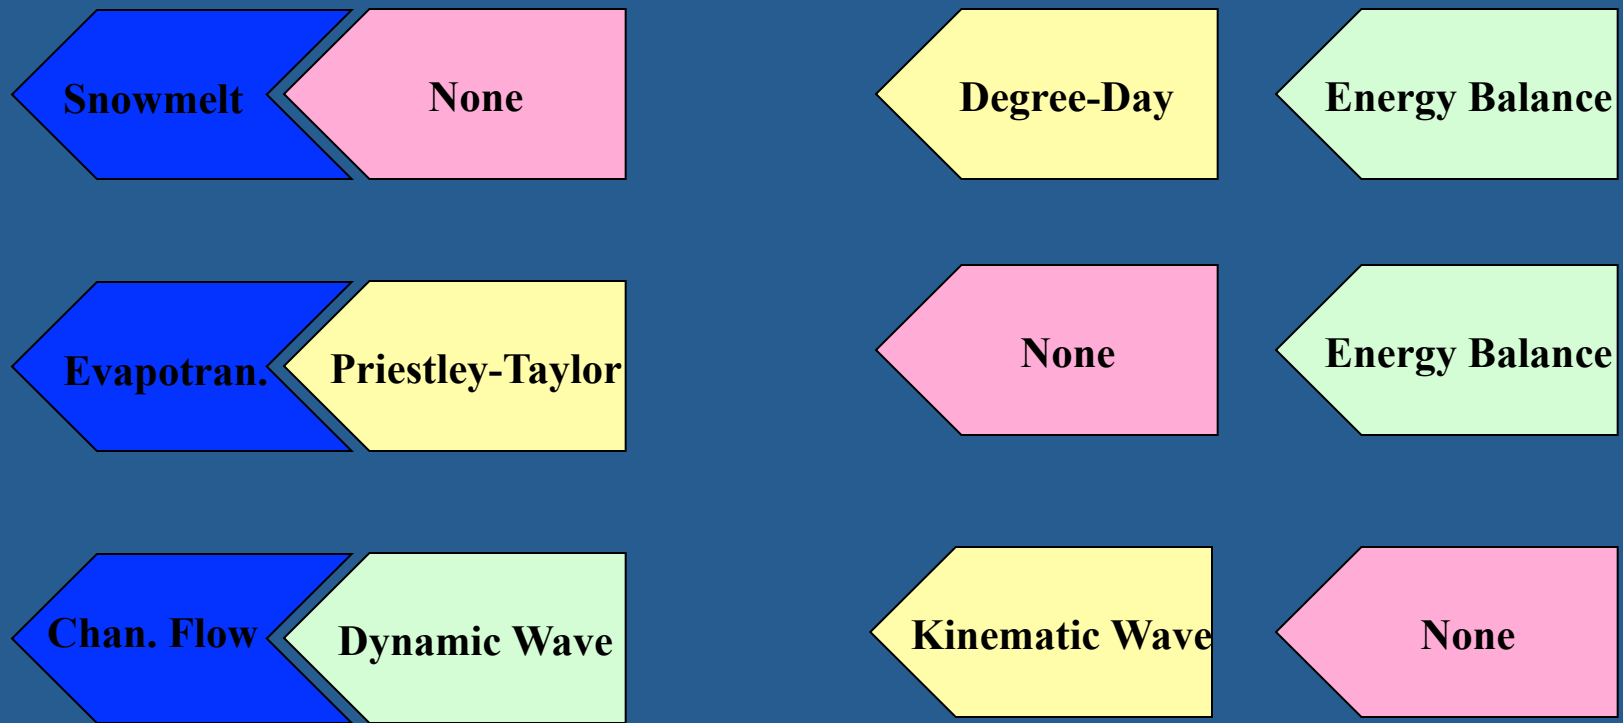 Snowmelt
None
Degree-Day
Energy Balance
Evapotran.
Priestley-Taylor
None
Energy Balance
Chan. Flow
Dynamic Wave
Kinematic Wave
None